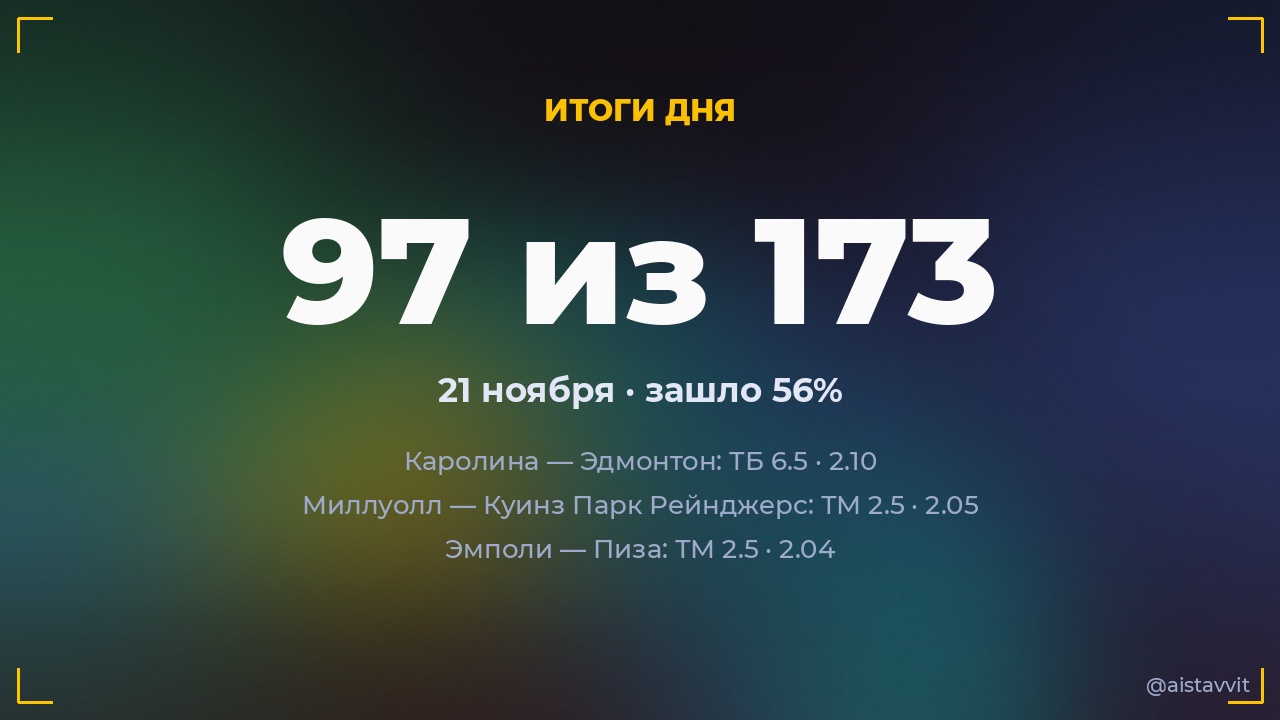 ИТОГИ ДНЯ
97 из 173
21 ноября · зашло 56%
Каролина — Эдмонтон: ТБ 6.5 · 2.10
Миллуолл — Куинз Парк Рейнджерс: ТМ 2.5 · 2.05
Эмполи — Пиза: ТМ 2.5 · 2.04
@aistavvit